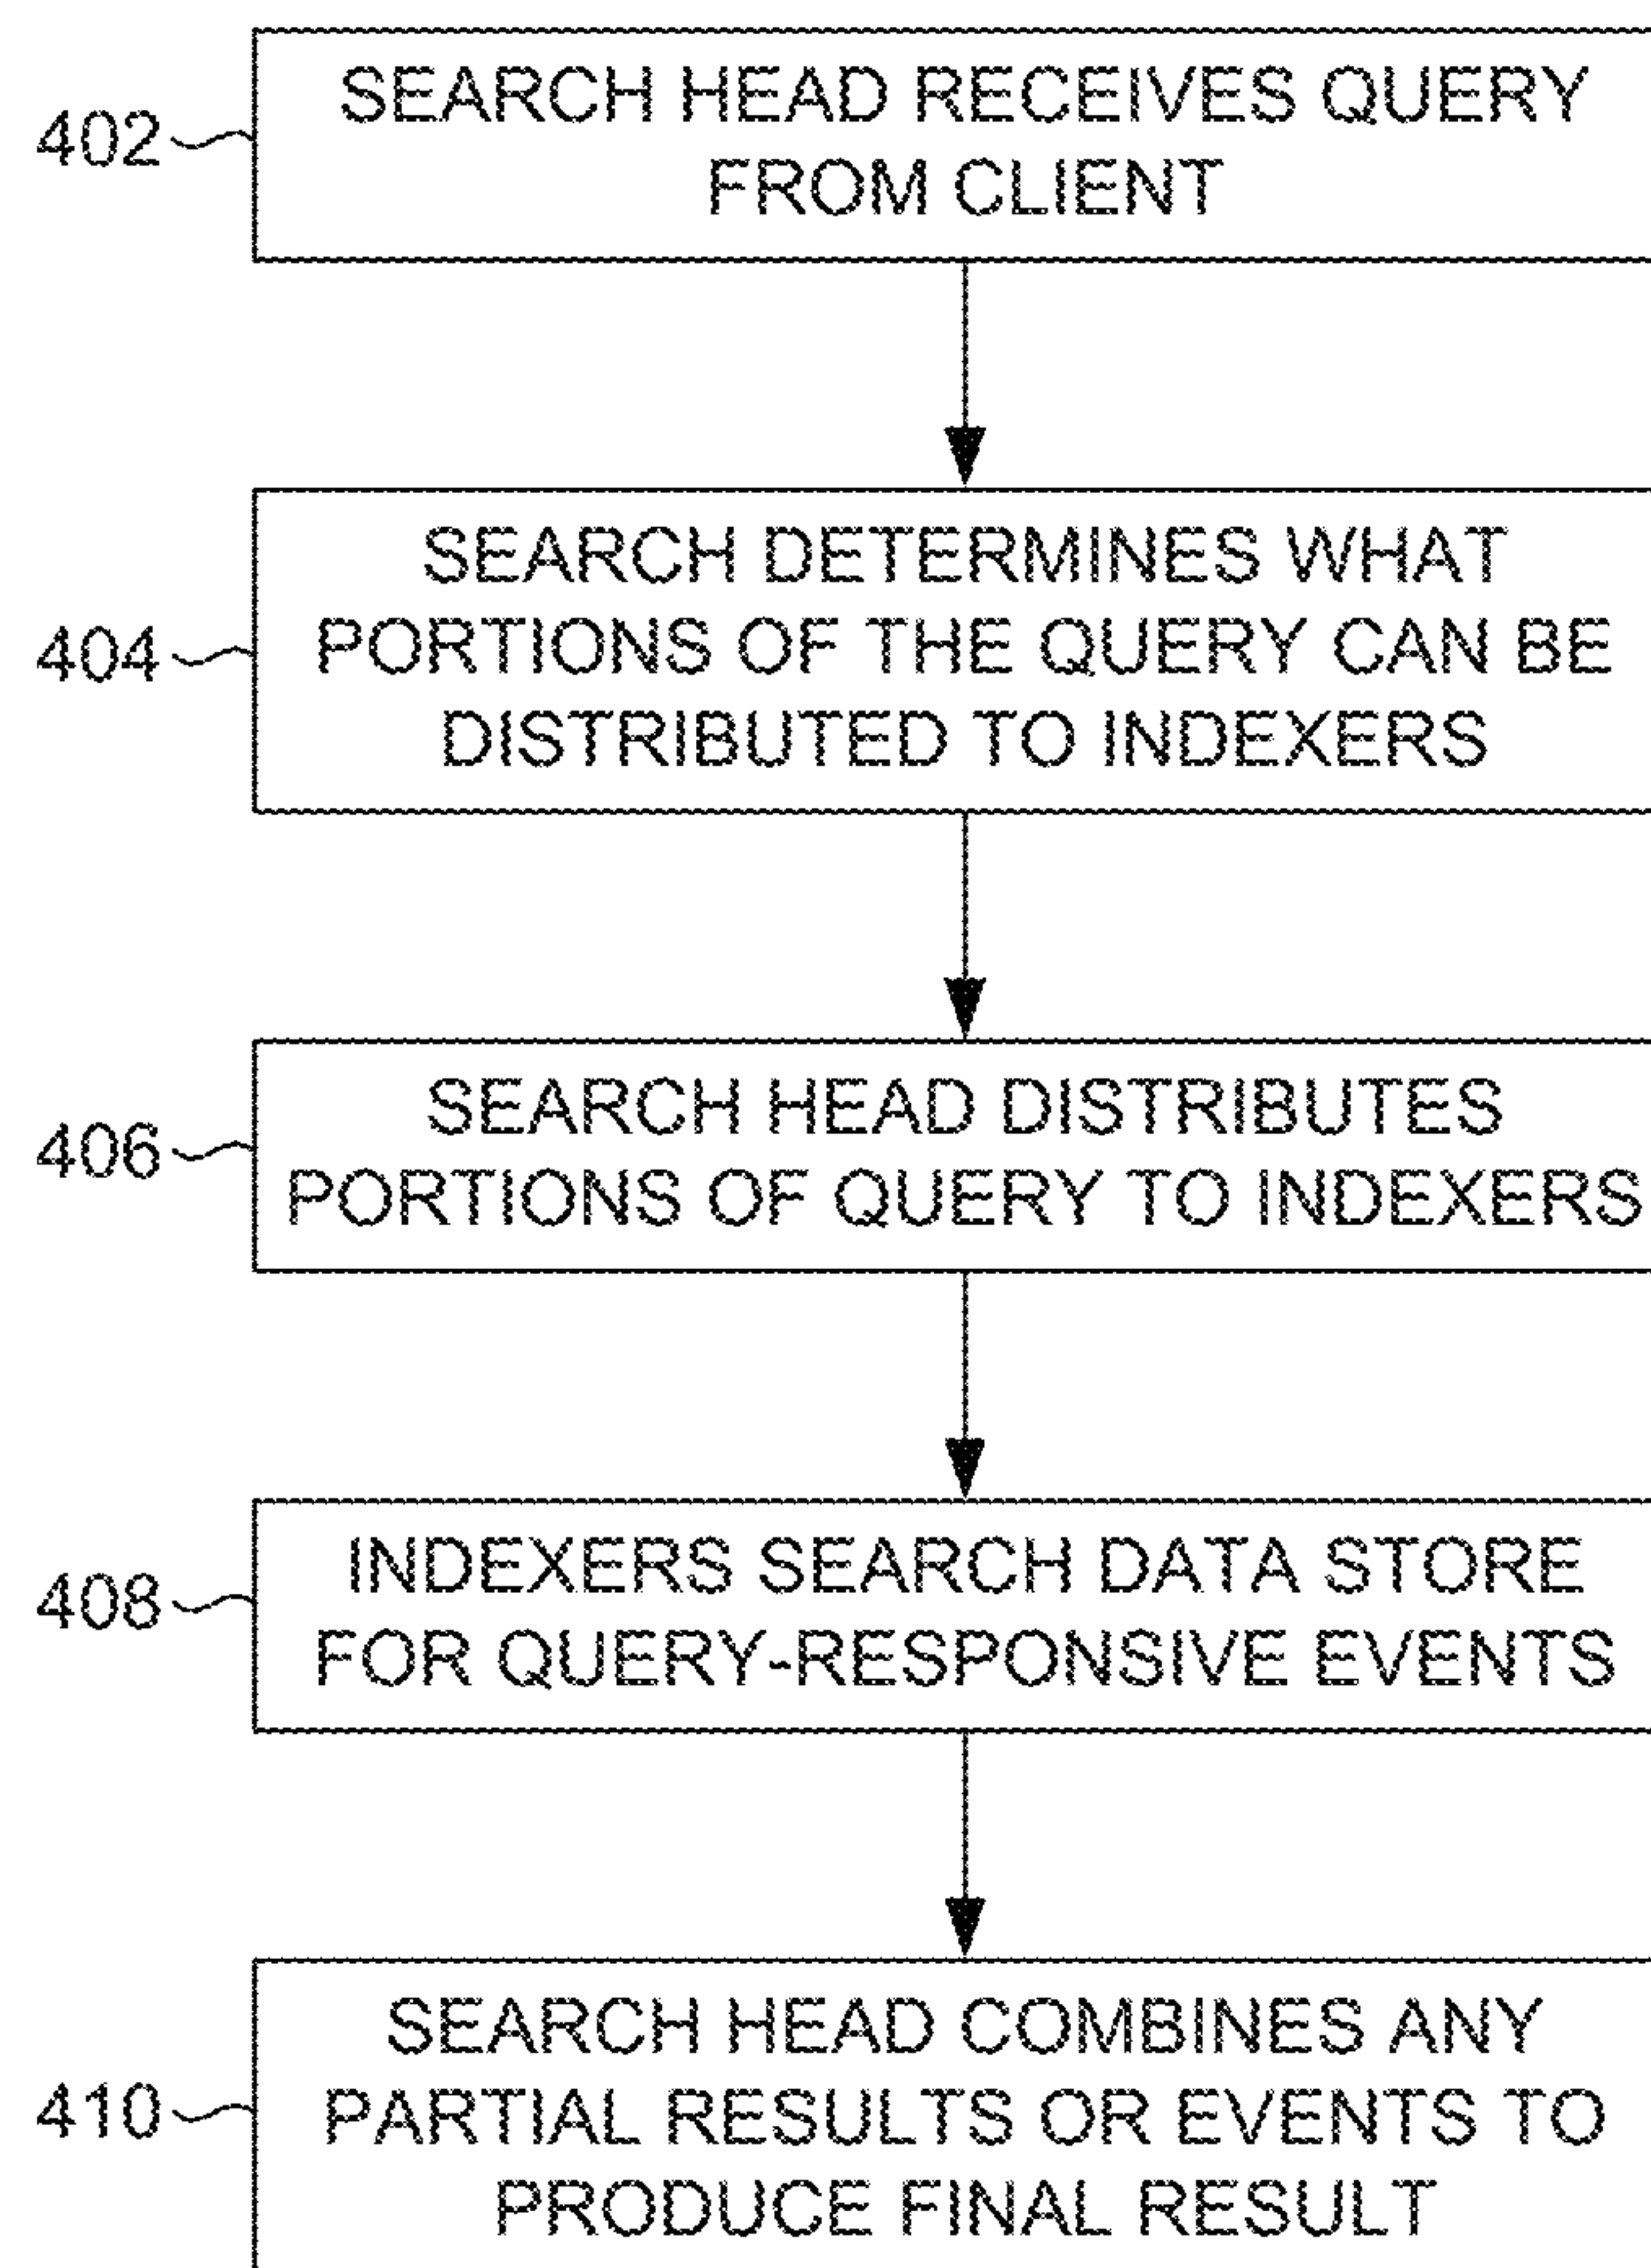 402
SEARCH HEAD RECEIVES QUERY
FROM CLIENT
404
SEARCH DETERMINES WHAT
PORTIONS OF THE QUERY CAN BE
DISTRIBUTED TO INDEXERS
406
SEARCH HEAD DISTRIBUTES
PORTIONS OF QUERY TO INDEXERS
408
INDEXERS SEARCH DATA STORE
FOR QUERY-RESPONSIVE EVENTS
410
SEARCH HEAD COMBINES ANY
PARTIAL RESULTS OR EVENTS TO
PRODUCE FINAL RESULT